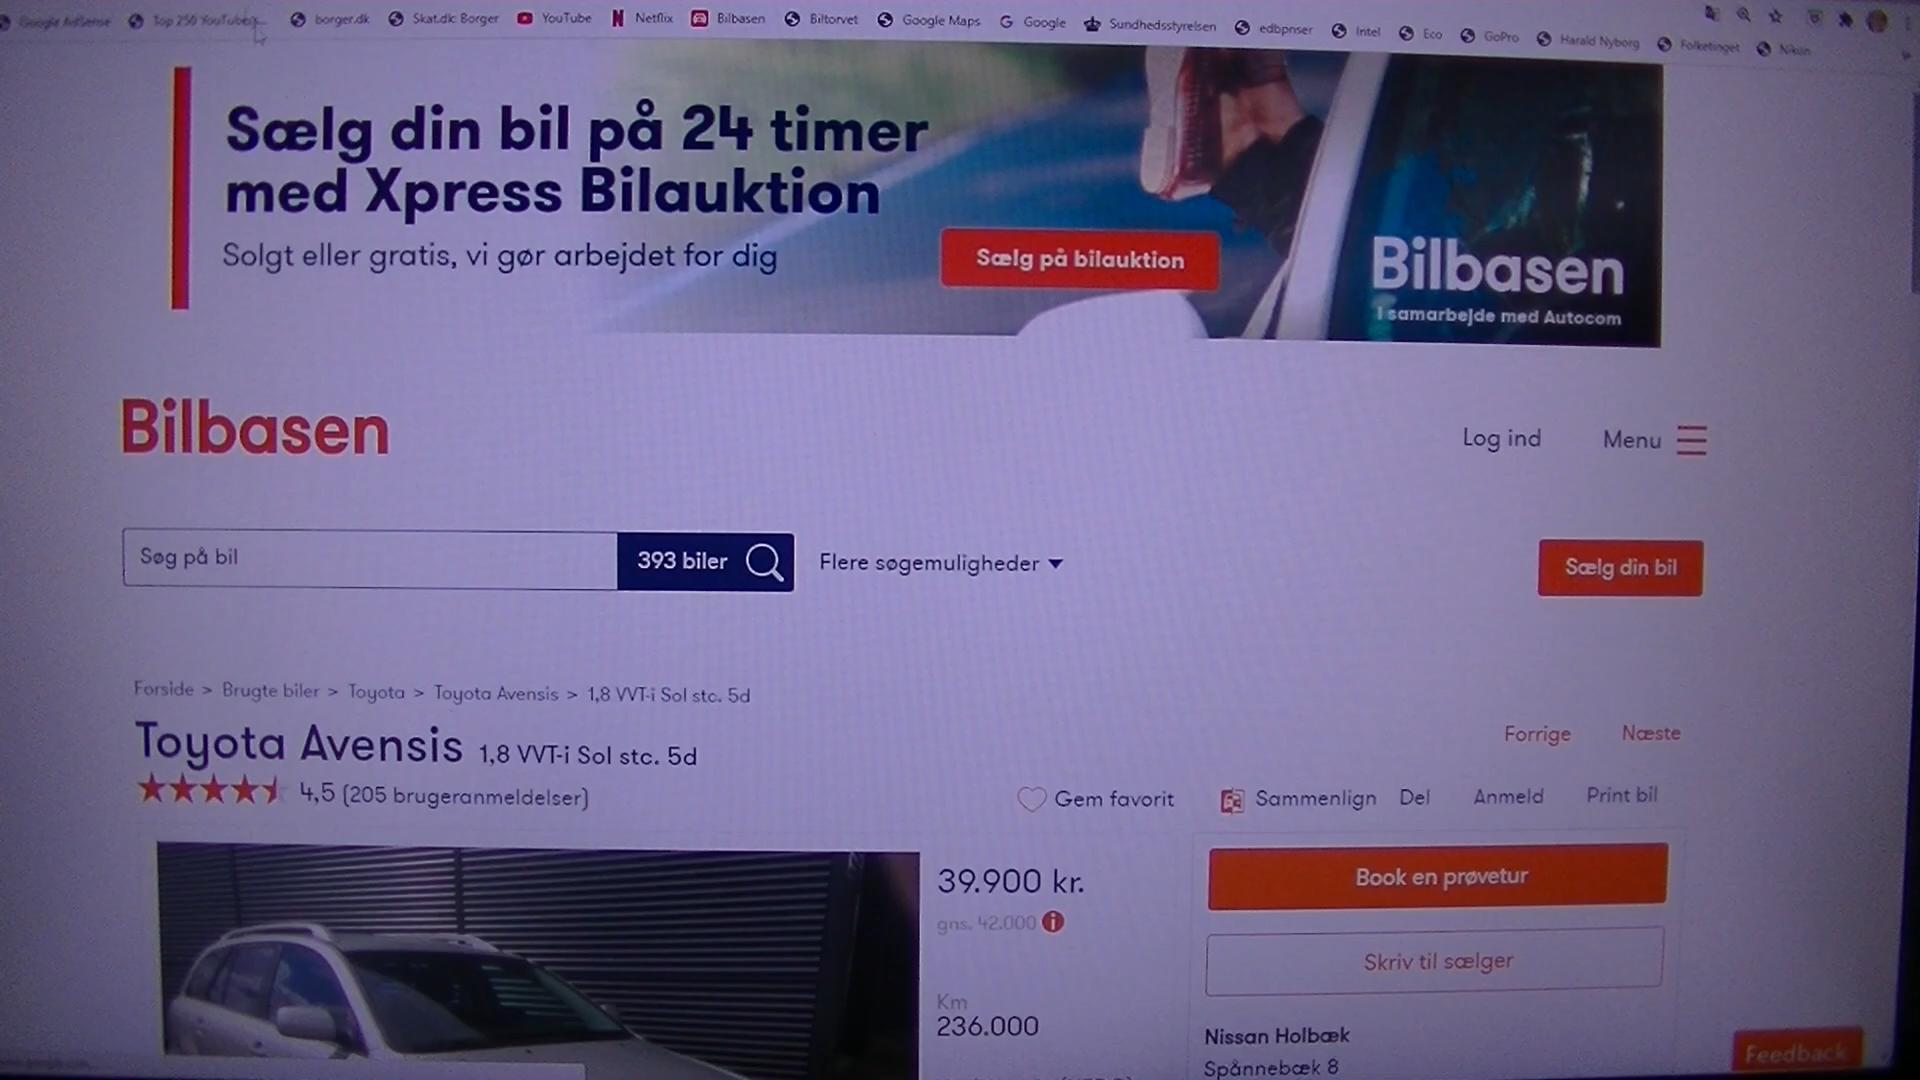 Google AdSense Top 250 YouTubers... borger.dk Skat.dk: Borger YouTube Netflix Bilbasen Biltorvet Google Maps Google Sundhedsstyrelsen edbpriser Intel Eco GoPro Harald Nyborg Folketinget Nikon
Sælg din bil på 24 timer
med Xpress Bilauktion
Solgt eller gratis, vi gør arbejdet for dig
Sælg på bilauktion
Bilbasen
I samarbejde med Autocom
Bilbasen
Log ind Menu
Søg på bil 393 biler Flere søgemuligheder Sælg din bil
Forside > Brugte biler > Toyota > Toyota Avensis > 1,8 VVT-i Sol stc. 5d
Toyota Avensis 1,8 VVT-i Sol stc. 5d
Forrige Næste
4,5 (205 brugeranmeldelser)
Gem favorit Sammenlign Del Anmeld Print bil
39.900 kr.
gns. 42.000
Km
236.000
Book en prøvetur
Skriv til sælger
Nissan Holbæk
Spånnebæk 8
Feedback